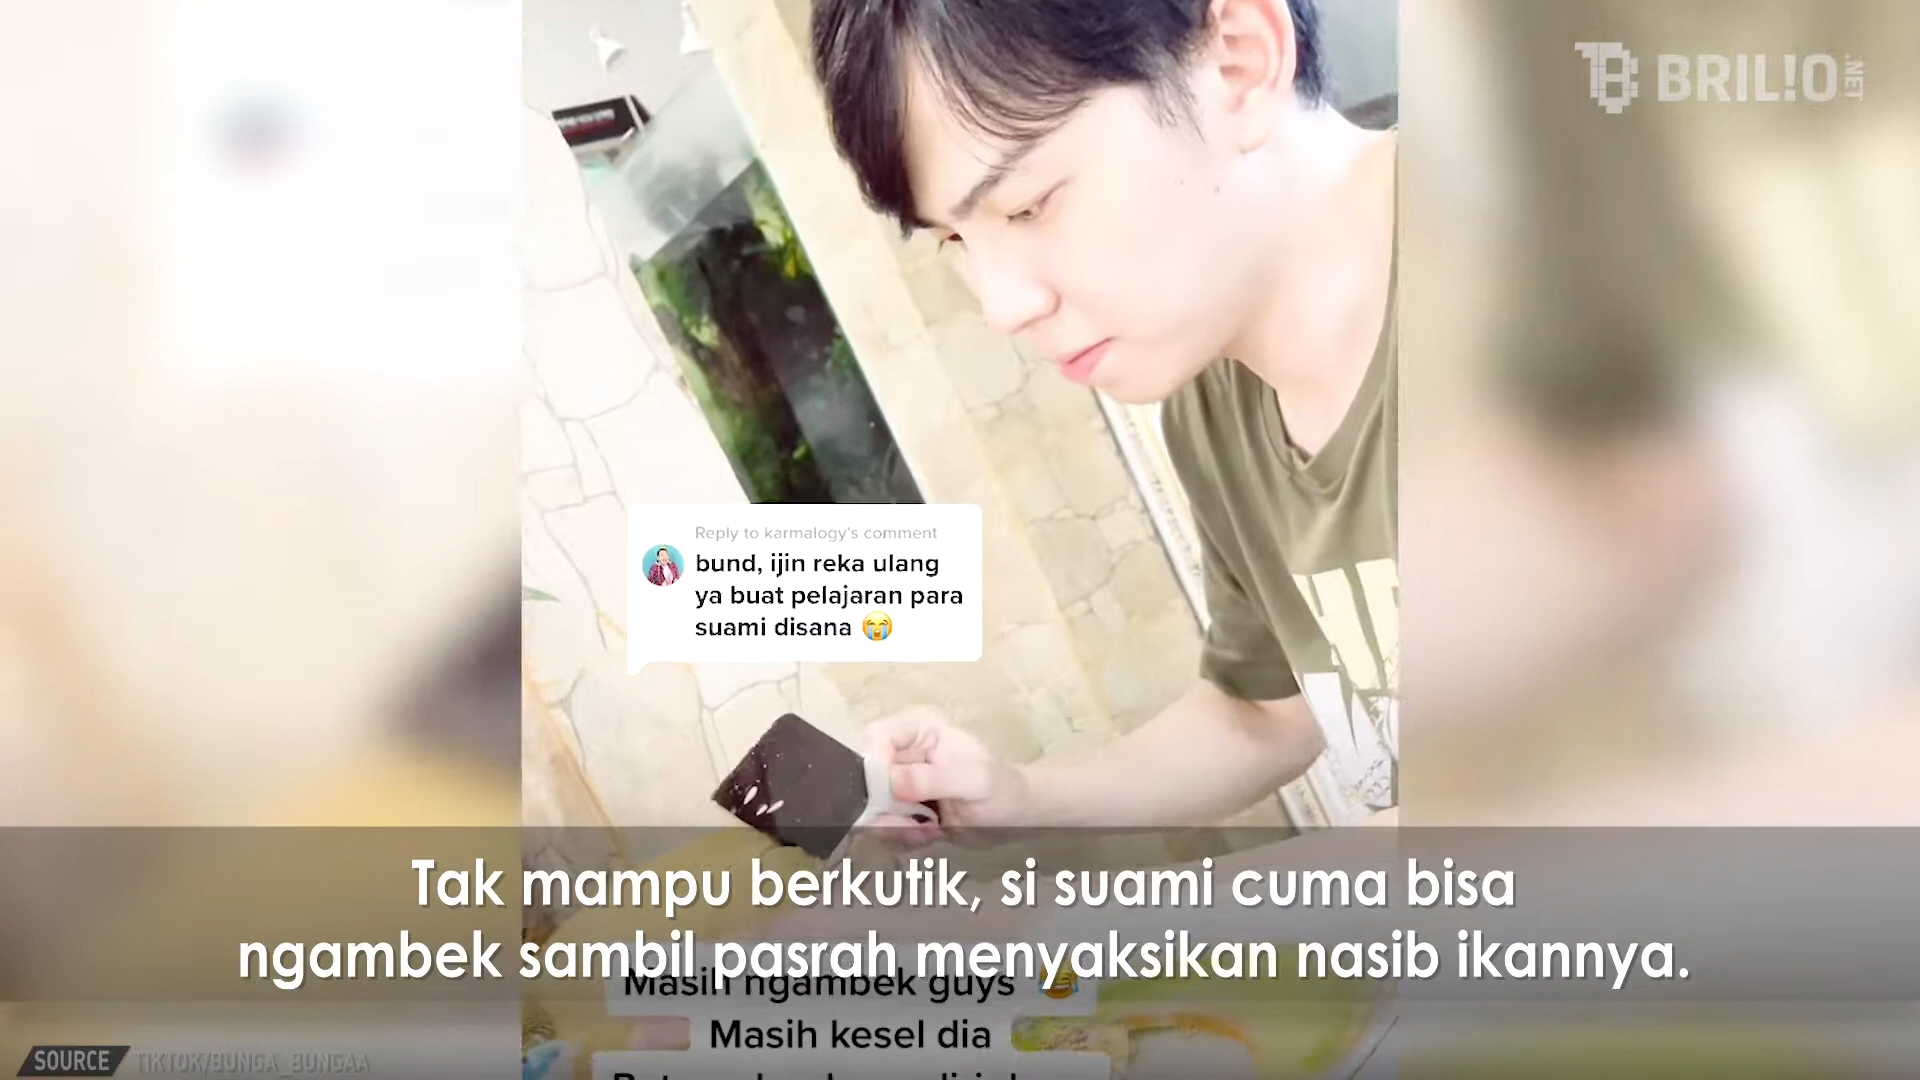 BRIL!O.NET
Reply to karmalogy's comment
bund, ijin reka ulang
ya buat pelajaran para
suami disana 😭
Tak mampu berkutik, si suami cuma bisa
ngambek sambil pasrah menyaksikan nasib ikannya.
Masih ngambek guys 😂
Masih kesel dia
SOURCE TIKTOK/BUNGA_BUNGAA